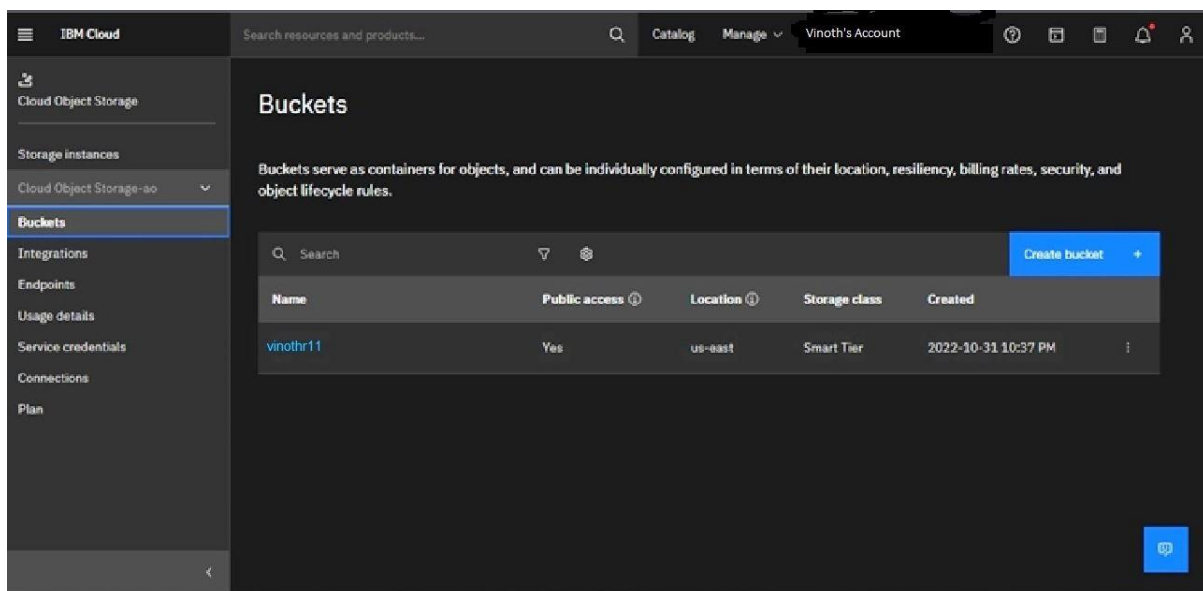 IBM Cloud
Search resources and products...
Catalog
Manage
Vinoth's Account
Cloud Object Storage
Storage instances
Cloud Object Storage-ao
Buckets
Integrations
Endpoints
Usage details
Service credentials
Connections
Plan
Buckets
Buckets serve as containers for objects, and can be individually configured in terms of their location, resiliency, billing rates, security, and
object lifecycle rules.
Search
Create bucket +
Name Public access Location Storage class Created
vinothr11 Yes us-east Smart Tier 2022-10-31 10:37 PM